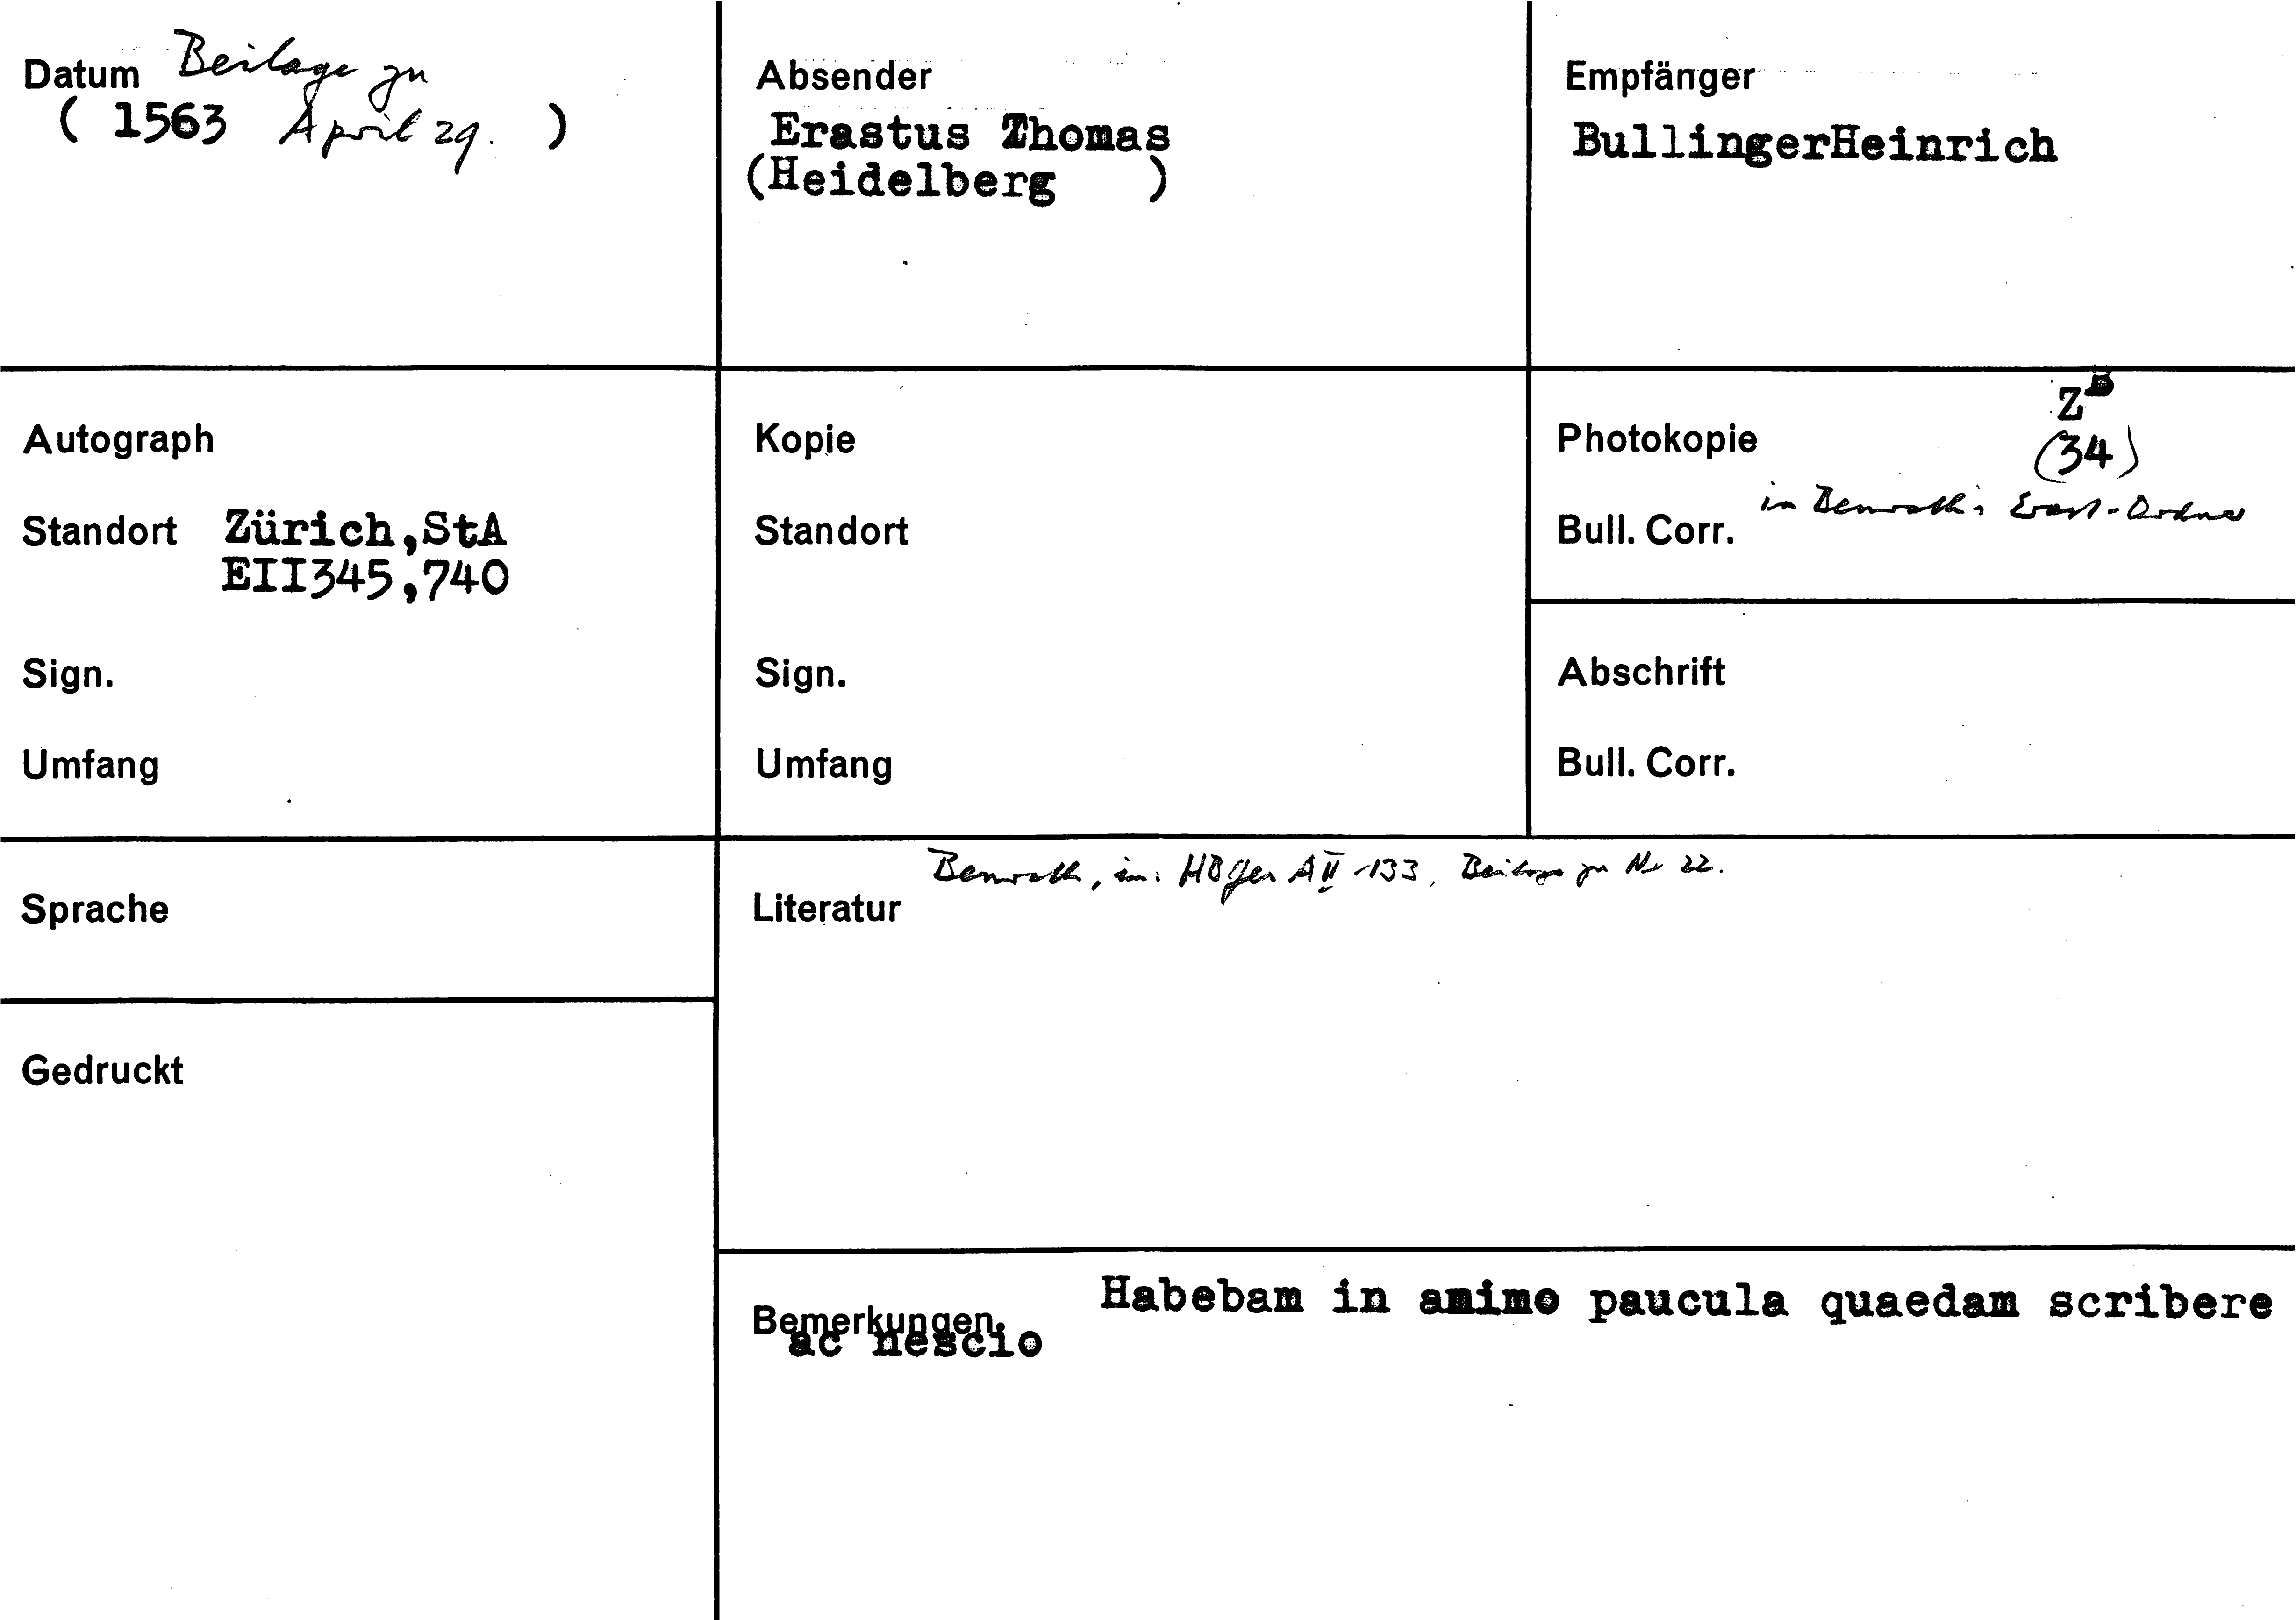 Datum Beilage zu
( 1563 April 29. )
Absender
Erastus Thomas
(Heidelberg )
Empfänger
BullingerHeinrich
Autograph
Standort Zürich,StA
EII345,740
Sign.
Umfang
Kopie
Standort
Sign.
Umfang
Photokopie
ZB
(34)
in Benrath's Erast-Ordner
Bull. Corr.
Abschrift
Bull. Corr.
Sprache
Gedruckt
Benrath, in: HBger A II 133, Beilage zu Nr 22.
Literatur
Bemerkungen Habebam in amimo paucula quaedam scribere
ac nescio